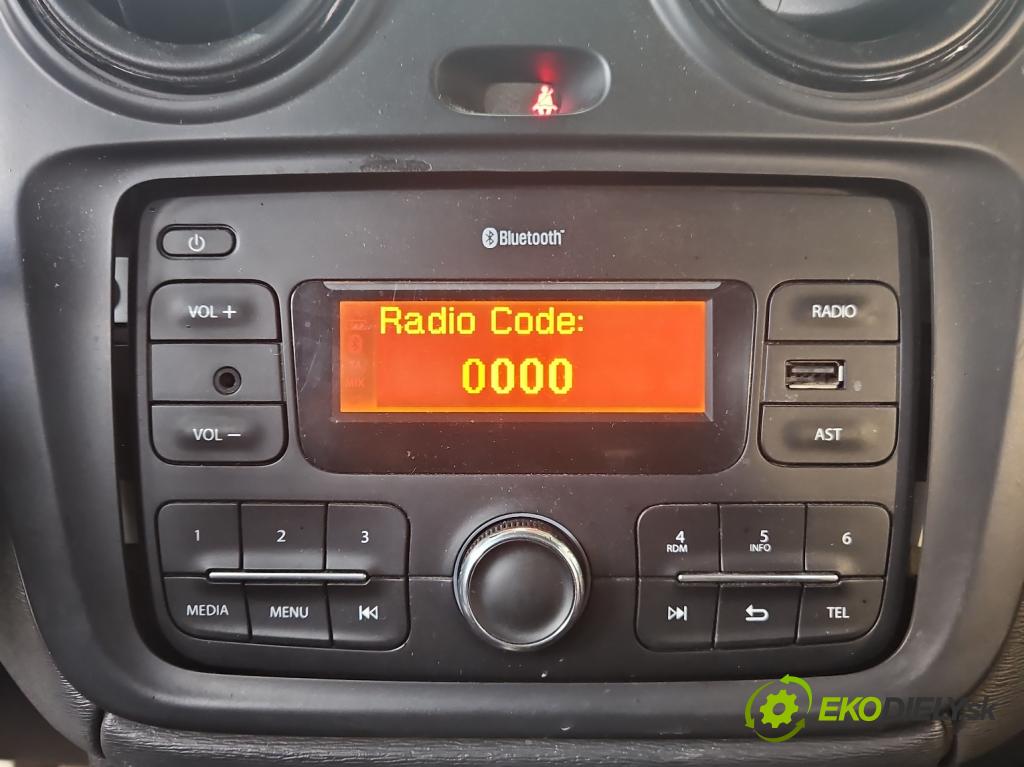 Bluetooth
VOL +
RADIO
Radio Code:
0000
MIX
VOL –
AST
1
2
3
4
RDM
5
INFO
6
MEDIA
MENU
TEL
EKODIELY.sk